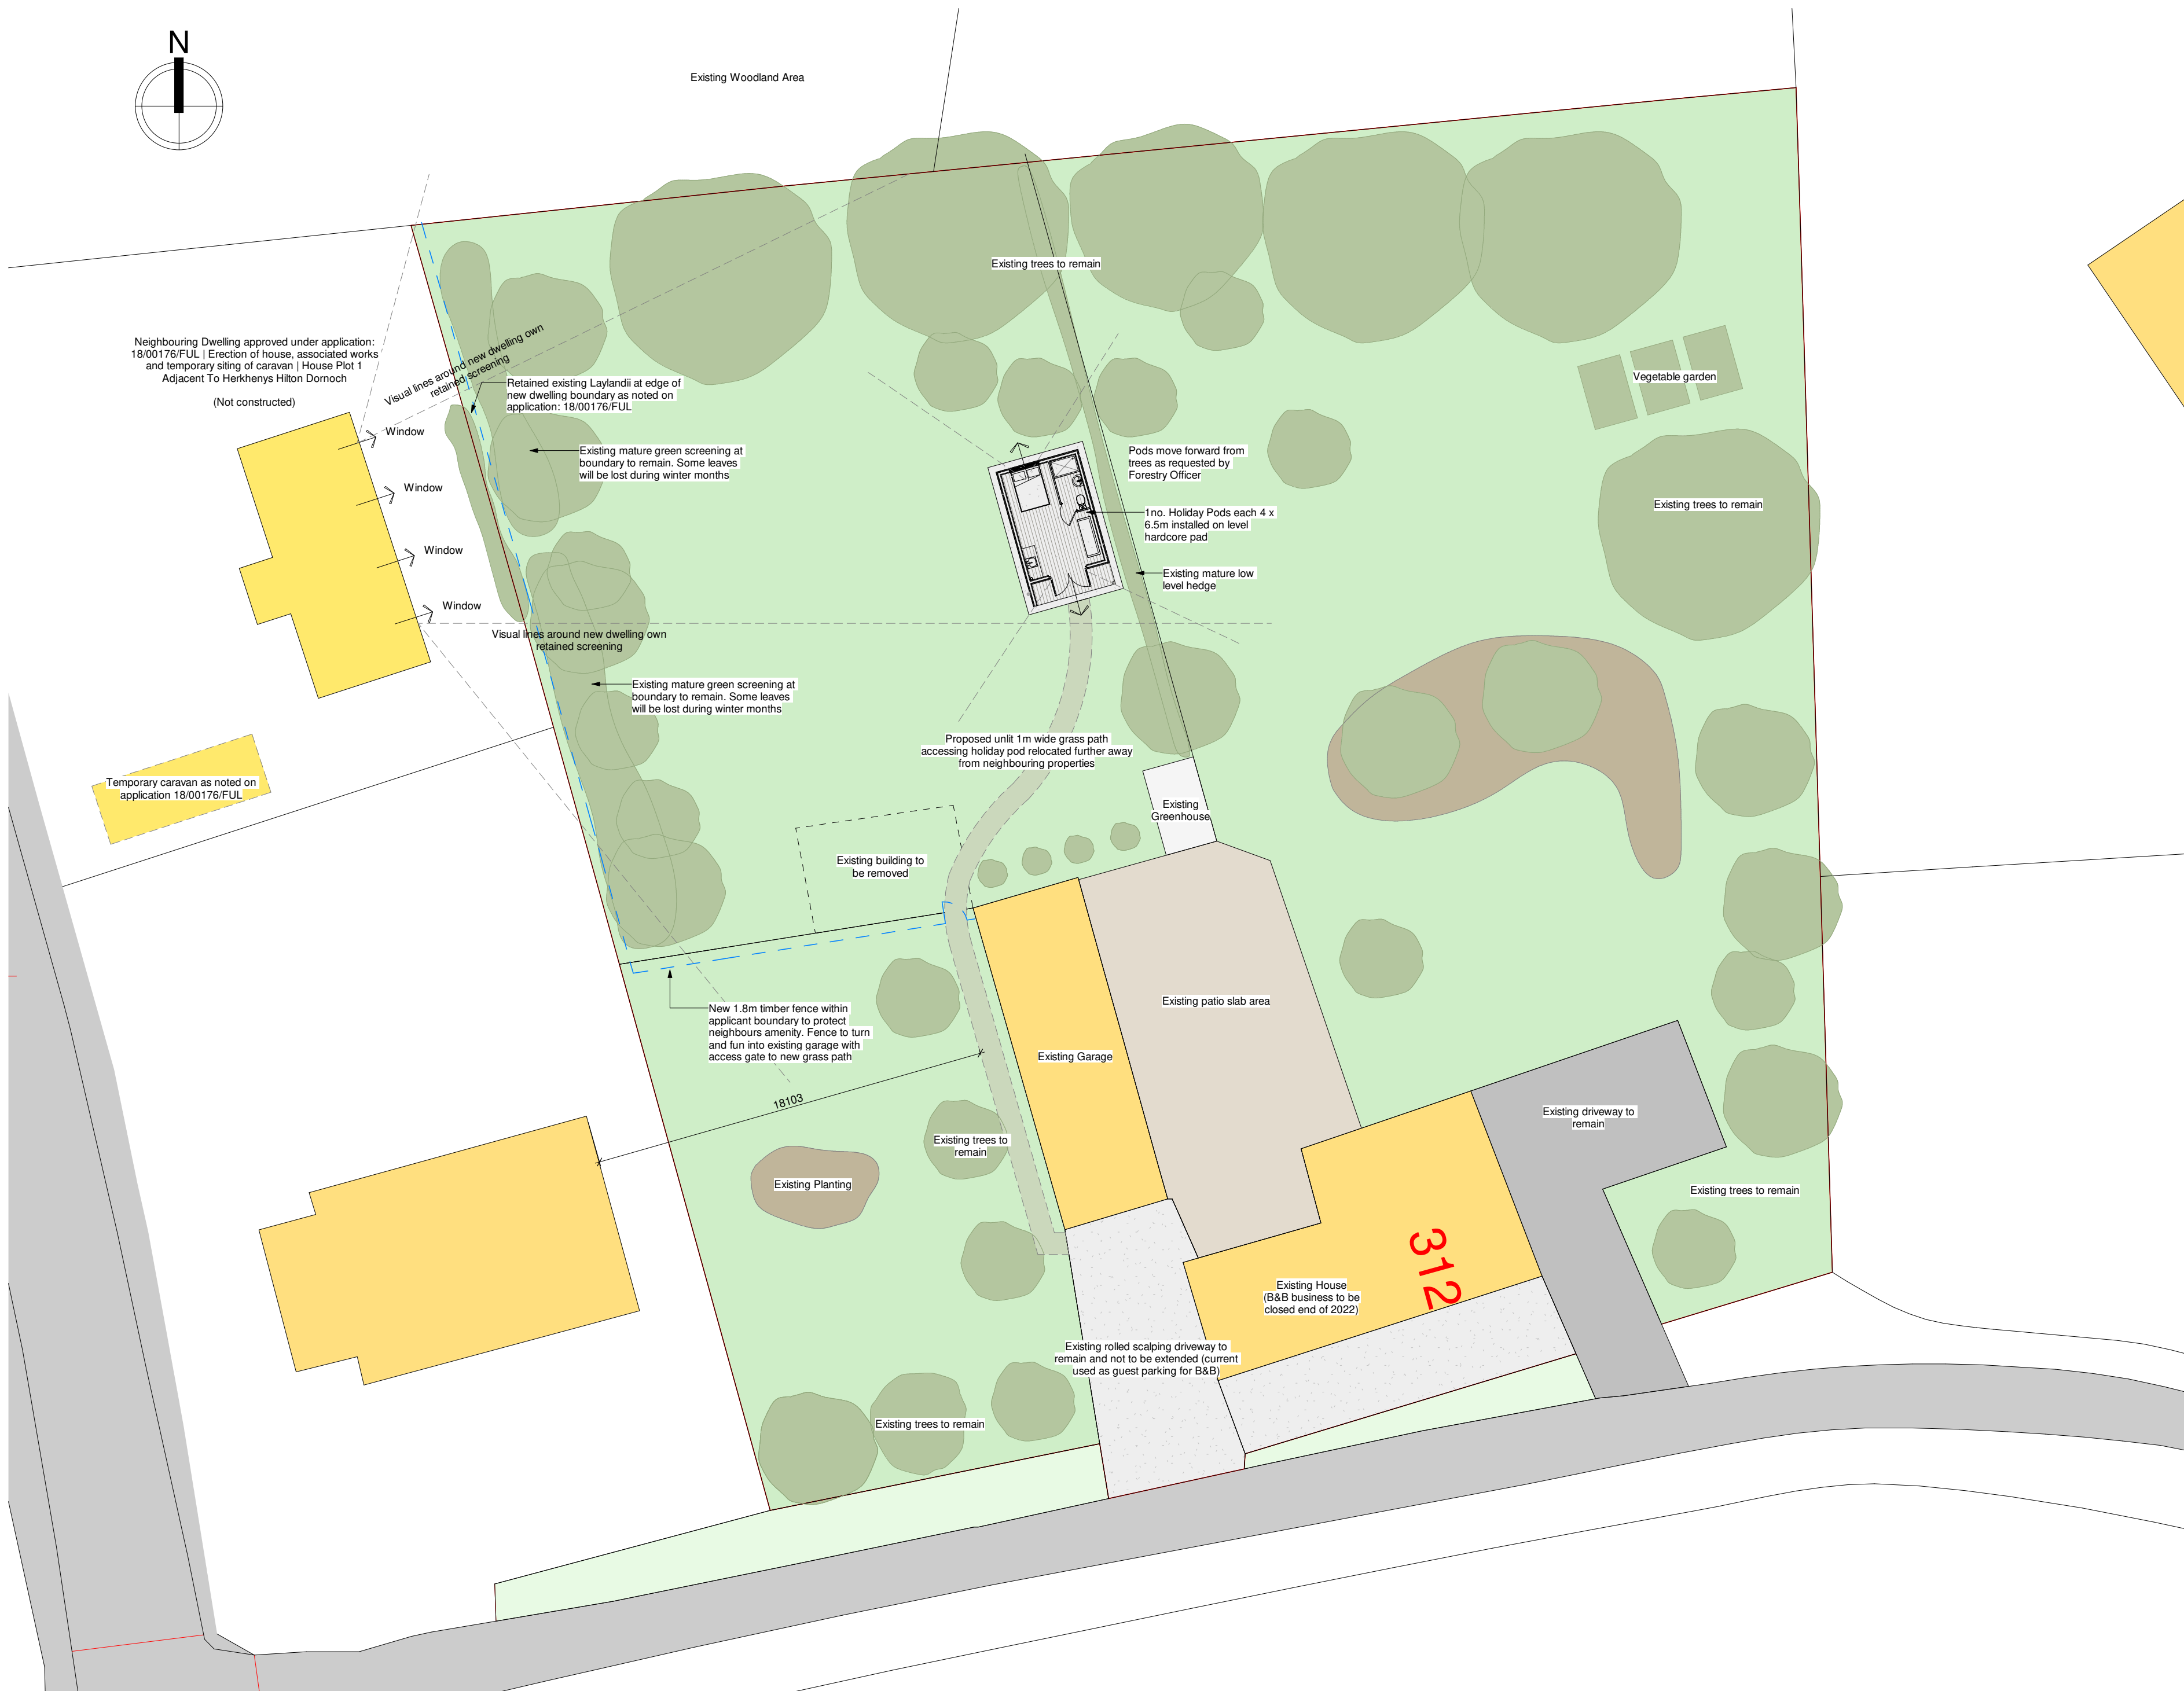 N
Existing Woodland Area
Existing trees to remain
Neighbouring Dwelling approved under application:
18/00176/FUL | Erection of house, associated works
and temporary siting of caravan | House Plot 1
Adjacent To Herkhenys Hilton Dornoch
(Not constructed)
Visual lines around new dwelling own
retained screening
Retained existing Laylandii at edge of
new dwelling boundary as noted on
application: 18/00176/FUL
Vegetable garden
Window
Existing mature green screening at
boundary to remain. Some leaves
will be lost during winter months
Pods move forward from
trees as requested by
Forestry Officer
Window
Existing trees to remain
1no. Holiday Pods each 4 x
6.5m installed on level
hardcore pad
Window
Existing mature low
level hedge
Window
Visual lines around new dwelling own
retained screening
Existing mature green screening at
boundary to remain. Some leaves
will be lost during winter months
Proposed unlit 1m wide grass path
accessing holiday pod relocated further away
from neighbouring properties
Temporary caravan as noted on
application 18/00176/FUL
Existing
Greenhouse
Existing building to
be removed
New 1.8m timber fence within
applicant boundary to protect
neighbours amenity. Fence to turn
and fun into existing garage with
access gate to new grass path
Existing patio slab area
Existing Garage
18103
Existing driveway to
remain
Existing trees to
remain
Existing Planting
Existing trees to remain
312
Existing House
(B&B business to be
closed end of 2022)
Existing rolled scalping driveway to
remain and not to be extended (current
used as guest parking for B&B)
Existing trees to remain